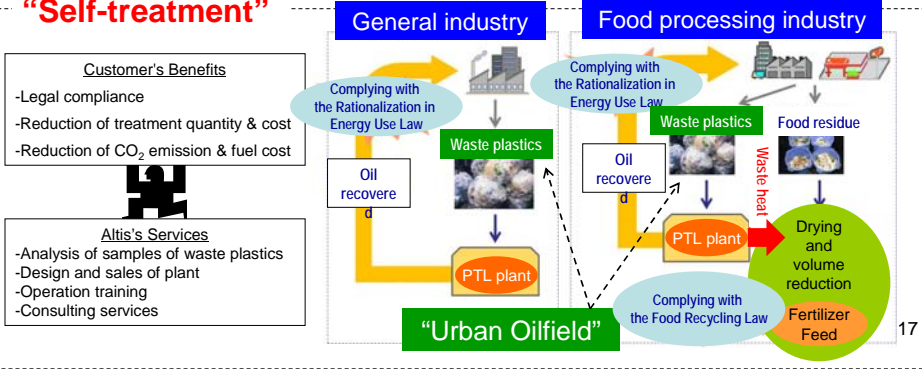 “Self-treatment”
Customer’s Benefits
-Legal compliance
-Reduction of treatment quantity & cost
-Reduction of CO2 emission & fuel cost
Altis’s Services
-Analysis of samples of waste plastics
-Design and sales of plant
-Operation training
-Consulting services
General industry
Complying with
the Rationalization in
Energy Use Law
Waste plastics
Oil
recovere
d
PTL plant
“Urban Oilfield”
Food processing industry
Complying with
the Rationalization in
Energy Use Law
Waste plastics
Food residue
Oil
recovere
d
Waste heat
PTL plant
Drying
and
volume
reduction
Complying with
the Food Recycling Law
Fertilizer
Feed
17